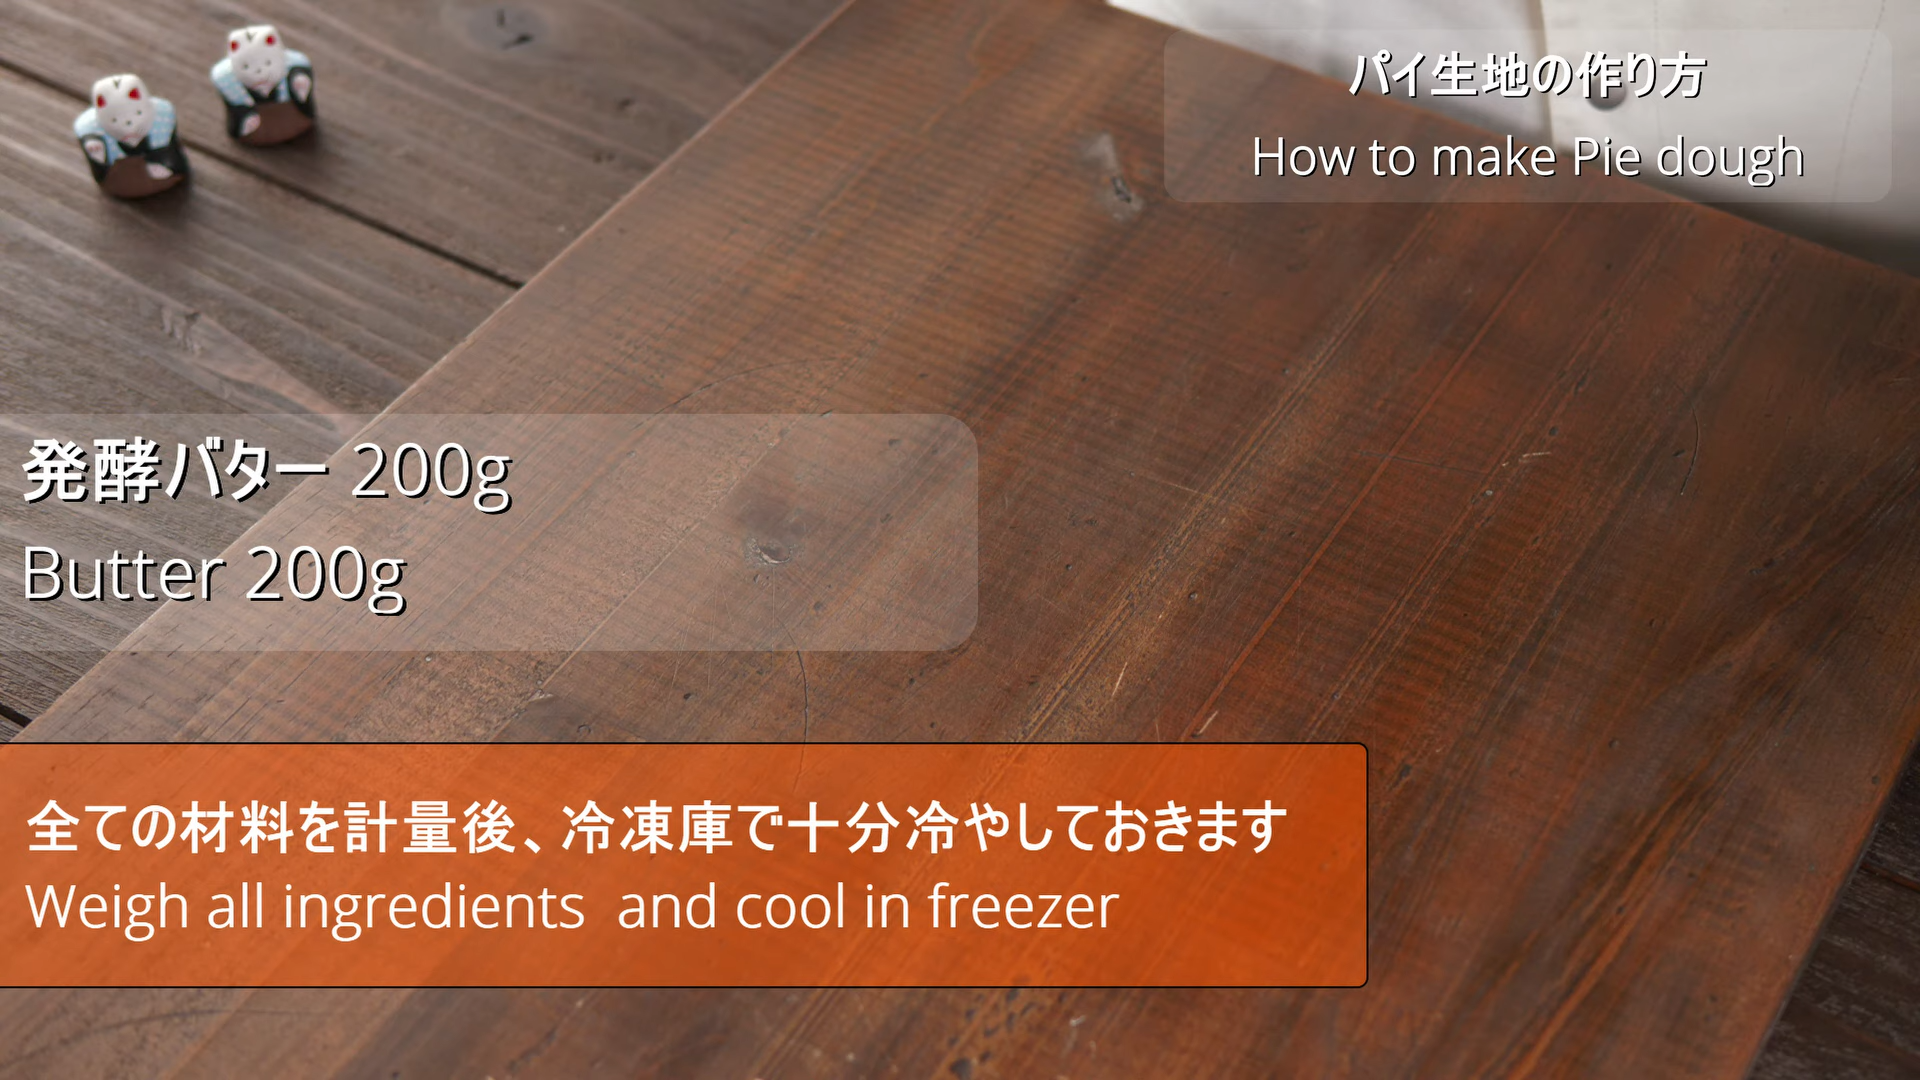 パイ生地の作り方
How to make Pie dough
発酵バター 200g
Butter 200g
全ての材料を計量後、冷凍庫で十分冷やしておきます
Weigh all ingredients  and cool in freezer